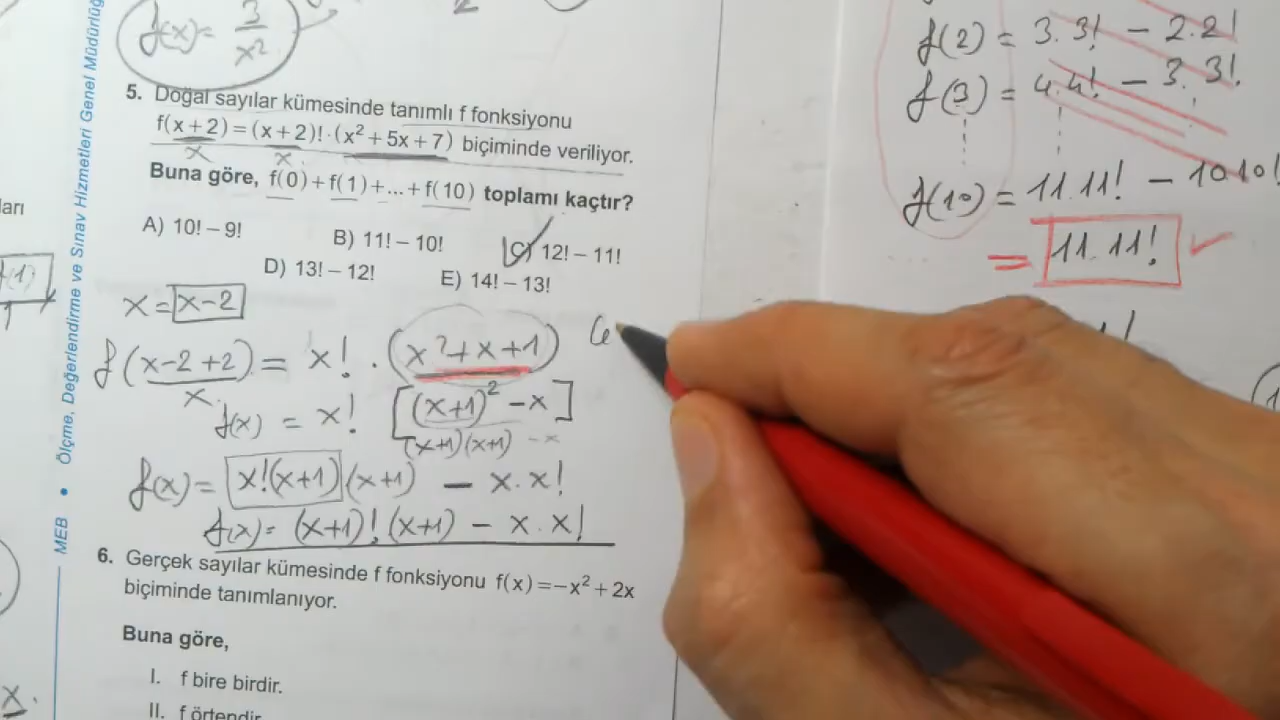 f(x) = 3/x²
5. Doğal sayılar kümesinde tanımlı f fonksiyonu
f(x+2) = (x+2)! · (x² + 5x + 7) biçiminde veriliyor.
x x
Buna göre, f(0) + f(1) + ... + f(10) toplamı kaçtır?
A) 10! – 9!
B) 11! – 10!
C) 12! – 11!
D) 13! – 12!
E) 14! – 13!
x = x-2
f(x-2+2) = x! · (x²+x+1)
x
f(x) = x! [(x+1)² - x]
(x+1)(x+1) - x
f(x) = x!(x+1)(x+1) - x.x!
f(x) = (x+1)!(x+1) - x.x!
6. Gerçek sayılar kümesinde f fonksiyonu f(x) = –x² + 2x
biçiminde tanımlanıyor.
Buna göre,
I. f bire birdir.
II. f örtendir.
MEB • Ölçme, Değerlendirme ve Sınav Hizmetleri Genel Müdürlüğ
ları
f(1)
x.
f(2) = 3.3! - 2.2!
f(3) = 4.4! - 3.3!
f(10) = 11.11! - 10.10!
= 11.11!